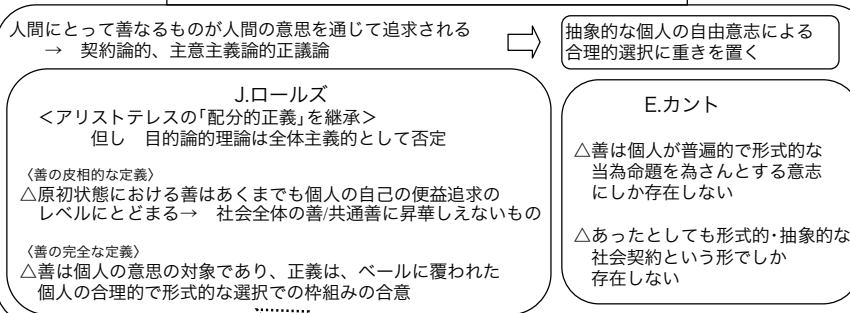 人間にとって善なるものが人間の意思を通じて追求される
→ 契約論的、主意主義論的正議論
抽象的な個人の自由意志による
合理的選択に重きを置く
J.ロールズ
＜アリストテレスの｢配分的正義｣を継承＞
但し 目的論的理論は全体主義的として否定
〈善の皮相的な定義〉
△原初状態における善はあくまでも個人の自己の便益追求の
レベルにとどまる→ 社会全体の善/共通善に昇華しえないもの
〈善の完全な定義〉
△善は個人の意思の対象であり、正義は、ベールに覆われた
個人の合理的で形式的な選択での枠組みの合意
E.カント
△善は個人が普遍的で形式的な
当為命題を為さんとする意志
にしか存在しない
△あったとしても形式的･抽象的な
社会契約という形でしか
存在しない